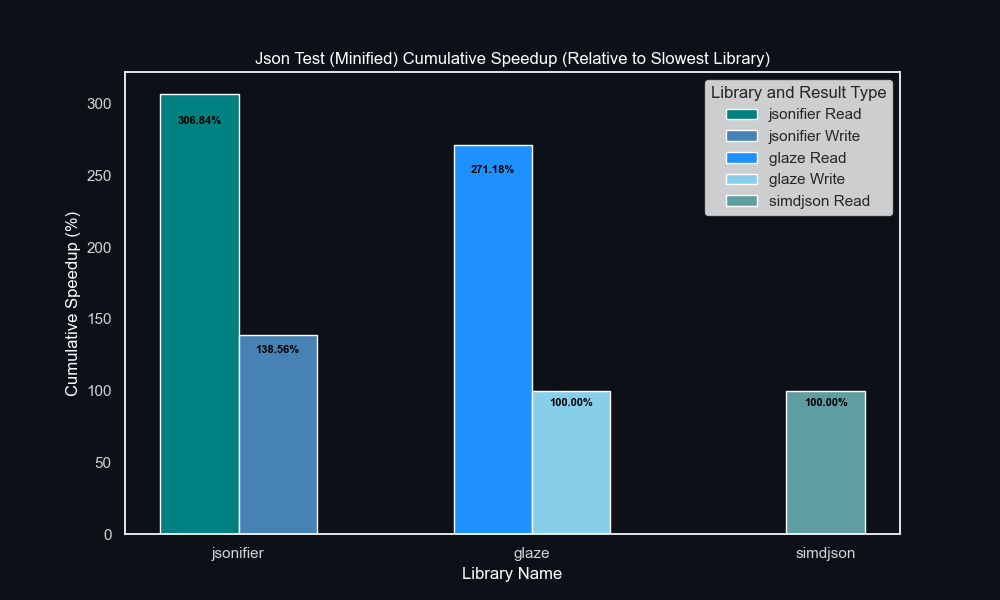 Json Test (Minified) Cumulative Speedup (Relative to Slowest Library)
Library and Result Type
jsonifier Read
jsonifier Write
glaze Read
glaze Write
simdjson Read
Cumulative Speedup (%)
300
250
200
150
100
50
0
306.84%
138.56%
271.18%
100.00%
100.00%
jsonifier
glaze
simdjson
Library Name